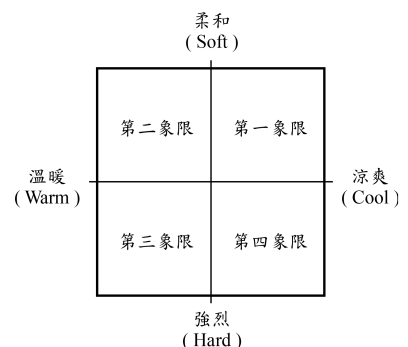 柔和
( Soft )
第二象限
第一象限
溫暖
( Warm )
涼爽
( Cool )
第三象限
第四象限
強烈
( Hard )